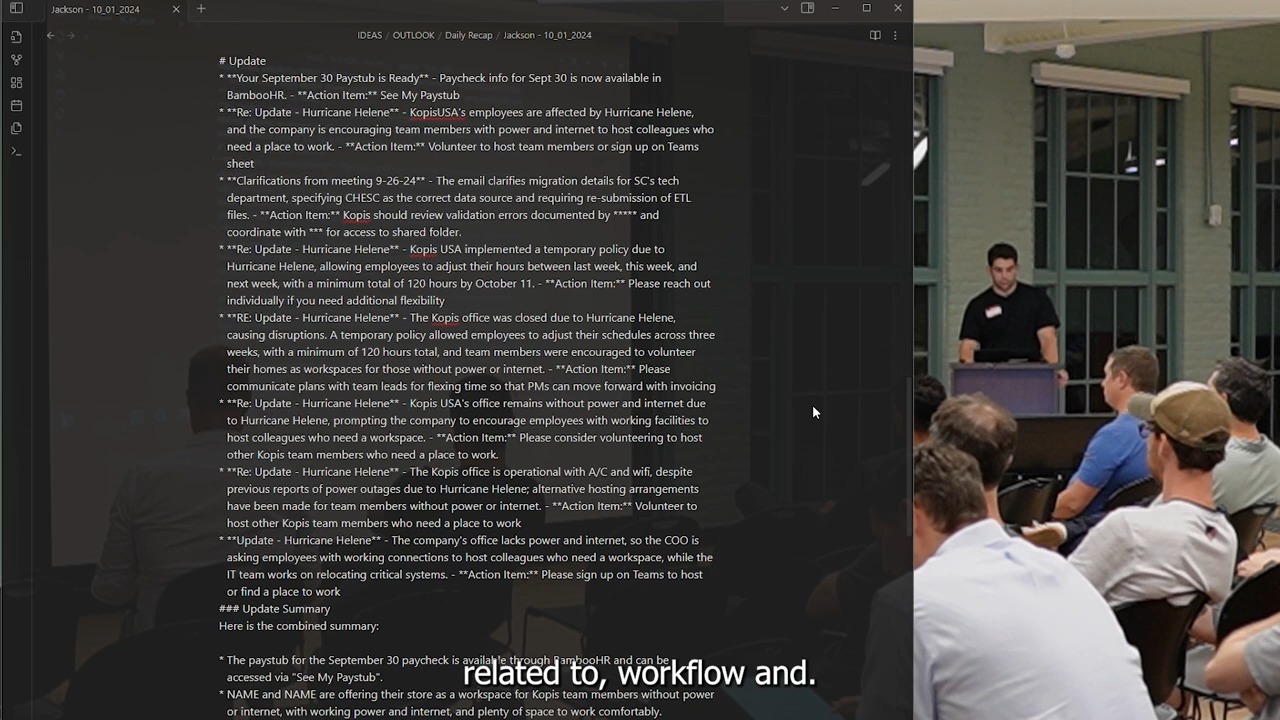 Jackson - 10_01_2024
IDEAS / OUTLOOK / Daily Recap / Jackson - 10_01_2024
# Update
* **Your September 30 Paystub is Ready** - Paycheck info for Sept 30 is now available in
BambooHR. - **Action Item:** See My Paystub
* **Re: Update - Hurricane Helene** - KopisUSA's employees are affected by Hurricane Helene,
and the company is encouraging team members with power and internet to host colleagues who
need a place to work. - **Action Item:** Volunteer to host team members or sign up on Teams
sheet
* **Clarifications from meeting 9-26-24** - The email clarifies migration details for SC's tech
department, specifying CHESC as the correct data source and requiring re-submission of ETL
files. - **Action Item:** Kopis should review validation errors documented by ***** and
coordinate with *** for access to shared folder.
* **Re: Update - Hurricane Helene** - Kopis USA implemented a temporary policy due to
Hurricane Helene, allowing employees to adjust their hours between last week, this week, and
next week, with a minimum total of 120 hours by October 11. - **Action Item:** Please reach out
individually if you need additional flexibility
* **RE: Update - Hurricane Helene** - The Kopis office was closed due to Hurricane Helene,
causing disruptions. A temporary policy allowed employees to adjust their schedules across three
weeks, with a minimum of 120 hours total, and team members were encouraged to volunteer
their homes as workspaces for those without power or internet. - **Action Item:** Please
communicate plans with team leads for flexing time so that PMs can move forward with invoicing
* **Re: Update - Hurricane Helene** - Kopis USA's office remains without power and internet due
to Hurricane Helene, prompting the company to encourage employees with working facilities to
host colleagues who need a workspace. - **Action Item:** Please consider volunteering to host
other Kopis team members who need a place to work.
* **Re: Update - Hurricane Helene** - The Kopis office is operational with A/C and wifi, despite
previous reports of power outages due to Hurricane Helene; alternative hosting arrangements
have been made for team members without power or internet. - **Action Item:** Volunteer to
host other Kopis team members who need a place to work
* **Update - Hurricane Helene** - The company's office lacks power and internet, so the COO is
asking employees with working connections to host colleagues who need a workspace, while the
IT team works on relocating critical systems. - **Action Item:** Please sign up on Teams to host
or find a place to work
### Update Summary
Here is the combined summary:
* The paystub for the September 30 paycheck is available through BambooHR and can be
accessed via "See My Paystub".
* NAME and NAME are offering their store as a workspace for Kopis team members without power
or internet, with working power and internet, and plenty of space to work comfortably.
related to, workflow and.